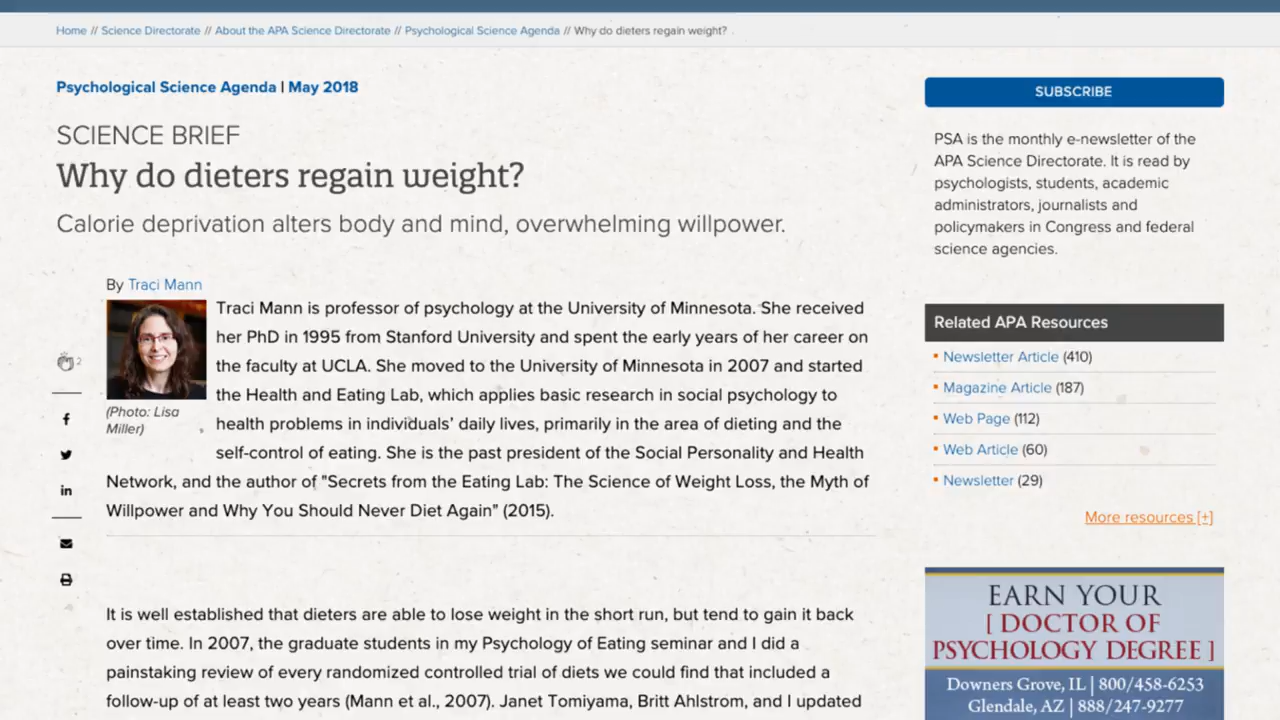 Home // Science Directorate // About the APA Science Directorate // Psychological Science Agenda // Why do dieters regain weight?
Psychological Science Agenda | May 2018
SCIENCE BRIEF
Why do dieters regain weight?
Calorie deprivation alters body and mind, overwhelming willpower.
By Traci Mann
(Photo: Lisa
Miller)
Traci Mann is professor of psychology at the University of Minnesota. She received
her PhD in 1995 from Stanford University and spent the early years of her career on
the faculty at UCLA. She moved to the University of Minnesota in 2007 and started
the Health and Eating Lab, which applies basic research in social psychology to
health problems in individuals' daily lives, primarily in the area of dieting and the
self-control of eating. She is the past president of the Social Personality and Health
Network, and the author of "Secrets from the Eating Lab: The Science of Weight Loss, the Myth of
Willpower and Why You Should Never Diet Again" (2015).
2
It is well established that dieters are able to lose weight in the short run, but tend to gain it back
over time. In 2007, the graduate students in my Psychology of Eating seminar and I did a
painstaking review of every randomized controlled trial of diets we could find that included a
follow-up of at least two years (Mann et al., 2007). Janet Tomiyama, Britt Ahlstrom, and I updated
SUBSCRIBE
PSA is the monthly e-newsletter of the
APA Science Directorate. It is read by
psychologists, students, academic
administrators, journalists and
policymakers in Congress and federal
science agencies.
Related APA Resources
Newsletter Article (410)
Magazine Article (187)
Web Page (112)
Web Article (60)
Newsletter (29)
More resources [+]
EARN YOUR
[ DOCTOR OF
PSYCHOLOGY DEGREE ]
Downers Grove, IL | 800/458-6253
Glendale, AZ | 888/247-9277